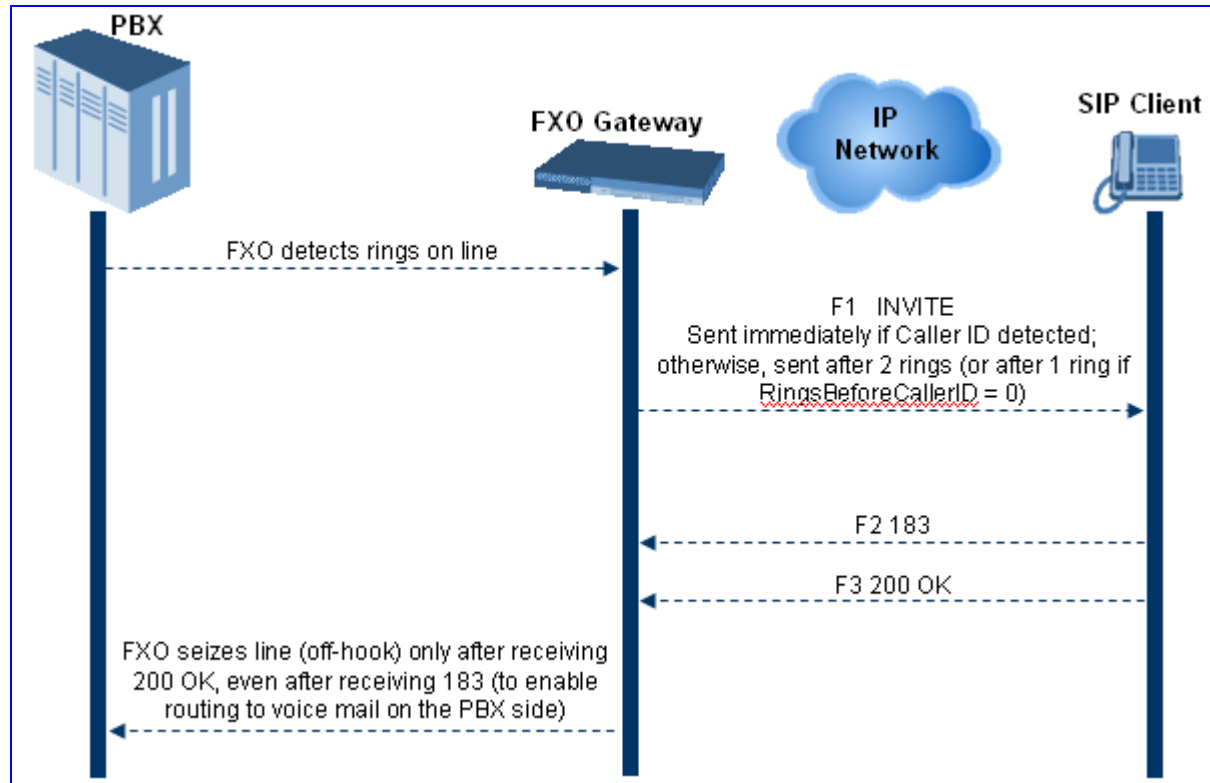 PBX
FXO Gateway
IP
Network
SIP Client
FXO detects rings on line
F1 INVITE
Sent immediately if Caller ID detected;
otherwise, sent after 2 rings (or after 1 ring if
RingsBeforeCallerID = 0)
F2 183
F3 200 OK
FXO seizes line (off-hook) only after receiving
200 OK, even after receiving 183 (to enable
routing to voice mail on the PBX side)